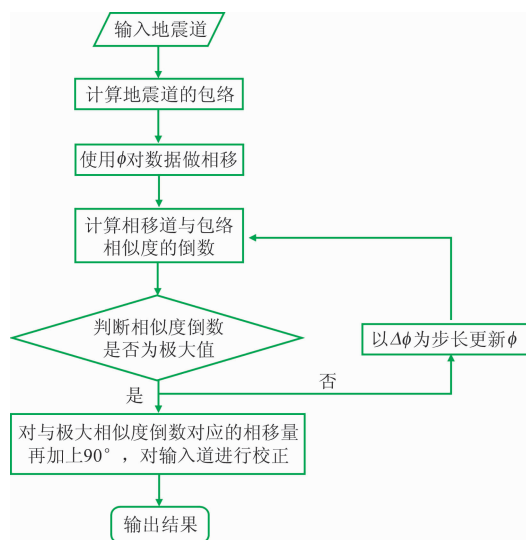 输入地震道
计算地震道的包络
使用ϕ对数据做相移
计算相移道与包络
相似度的倒数
判断相似度倒数
是否为极大值
以Δϕ为步长更新ϕ
否
是
对与极大相似度倒数对应的相移量
再加上90°，对输入道进行校正
输出结果